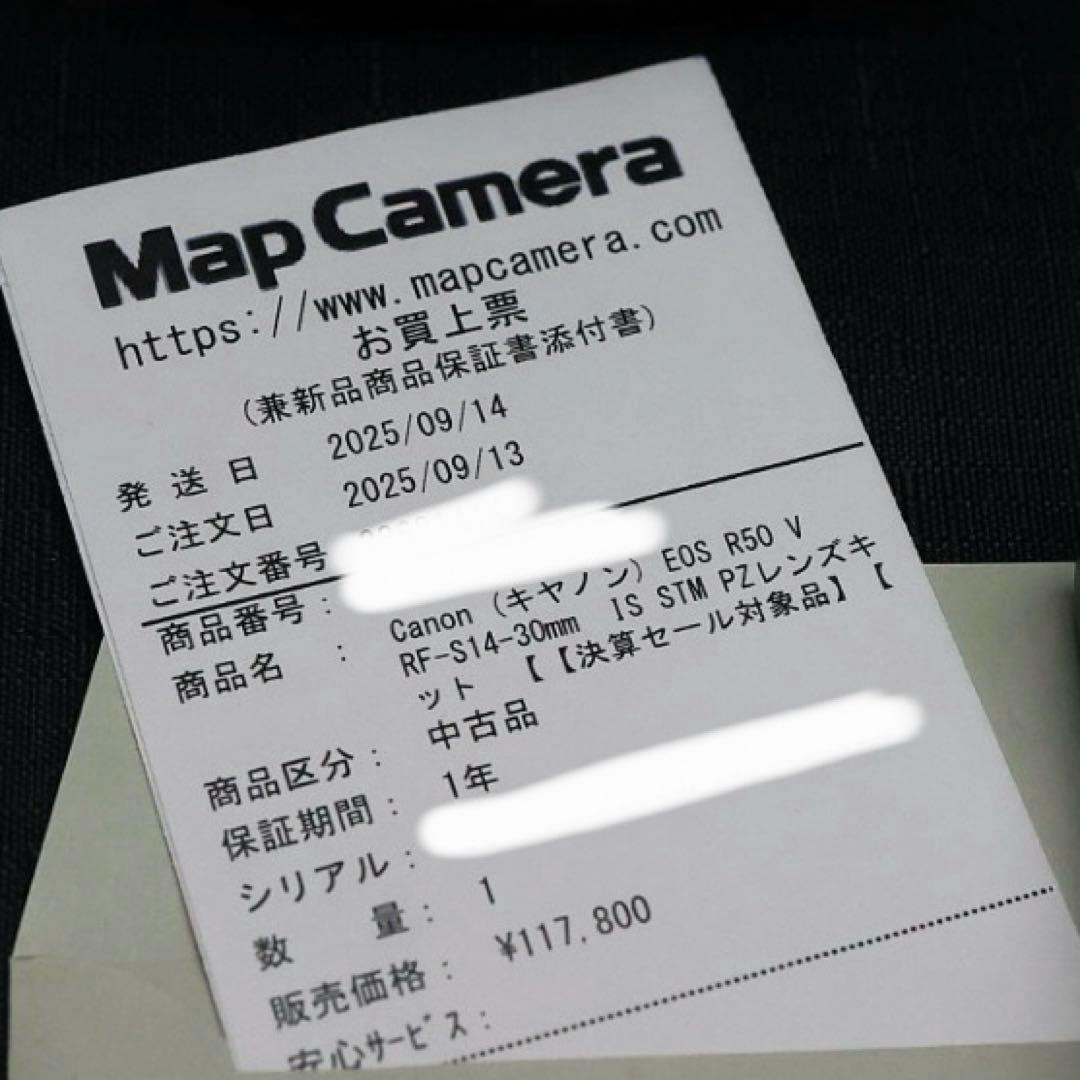 Map Camera
https://www.mapcamera.com
お買上票
(兼新品商品保証書添付書)
発送日 2025/09/14
ご注文日 2025/09/13
ご注文番号
商品番号:
商品名 : Canon (キヤノン) EOS R50 V
RF-S14-30mm IS STM PZレンズキ
ット 【【決算セール対象品】【
商品区分: 中古品
保証期間: 1年
シリアル:
数量: 1
販売価格: ¥117,800
安心サービス: